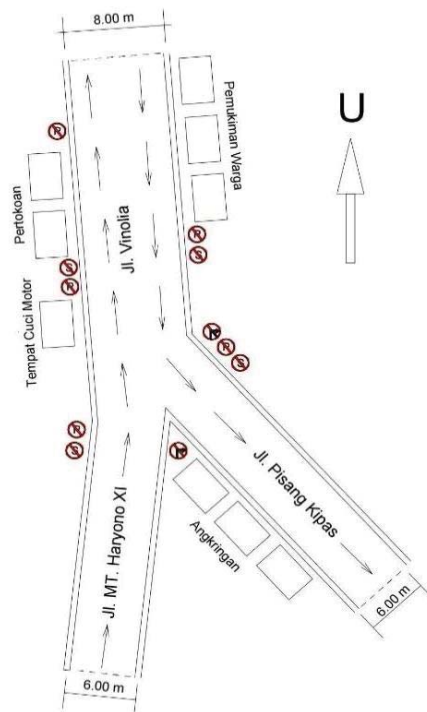 8.00 m
U
Pemukiman Warga
P
Pertokoan
Jl. Vinolia
P
S
S
P
Tempat Cuci Motor
P
S
P
S
Jl. Pisang Kipas
Angkringan
Jl. MT. Haryono XI
6.00 m
6.00 m